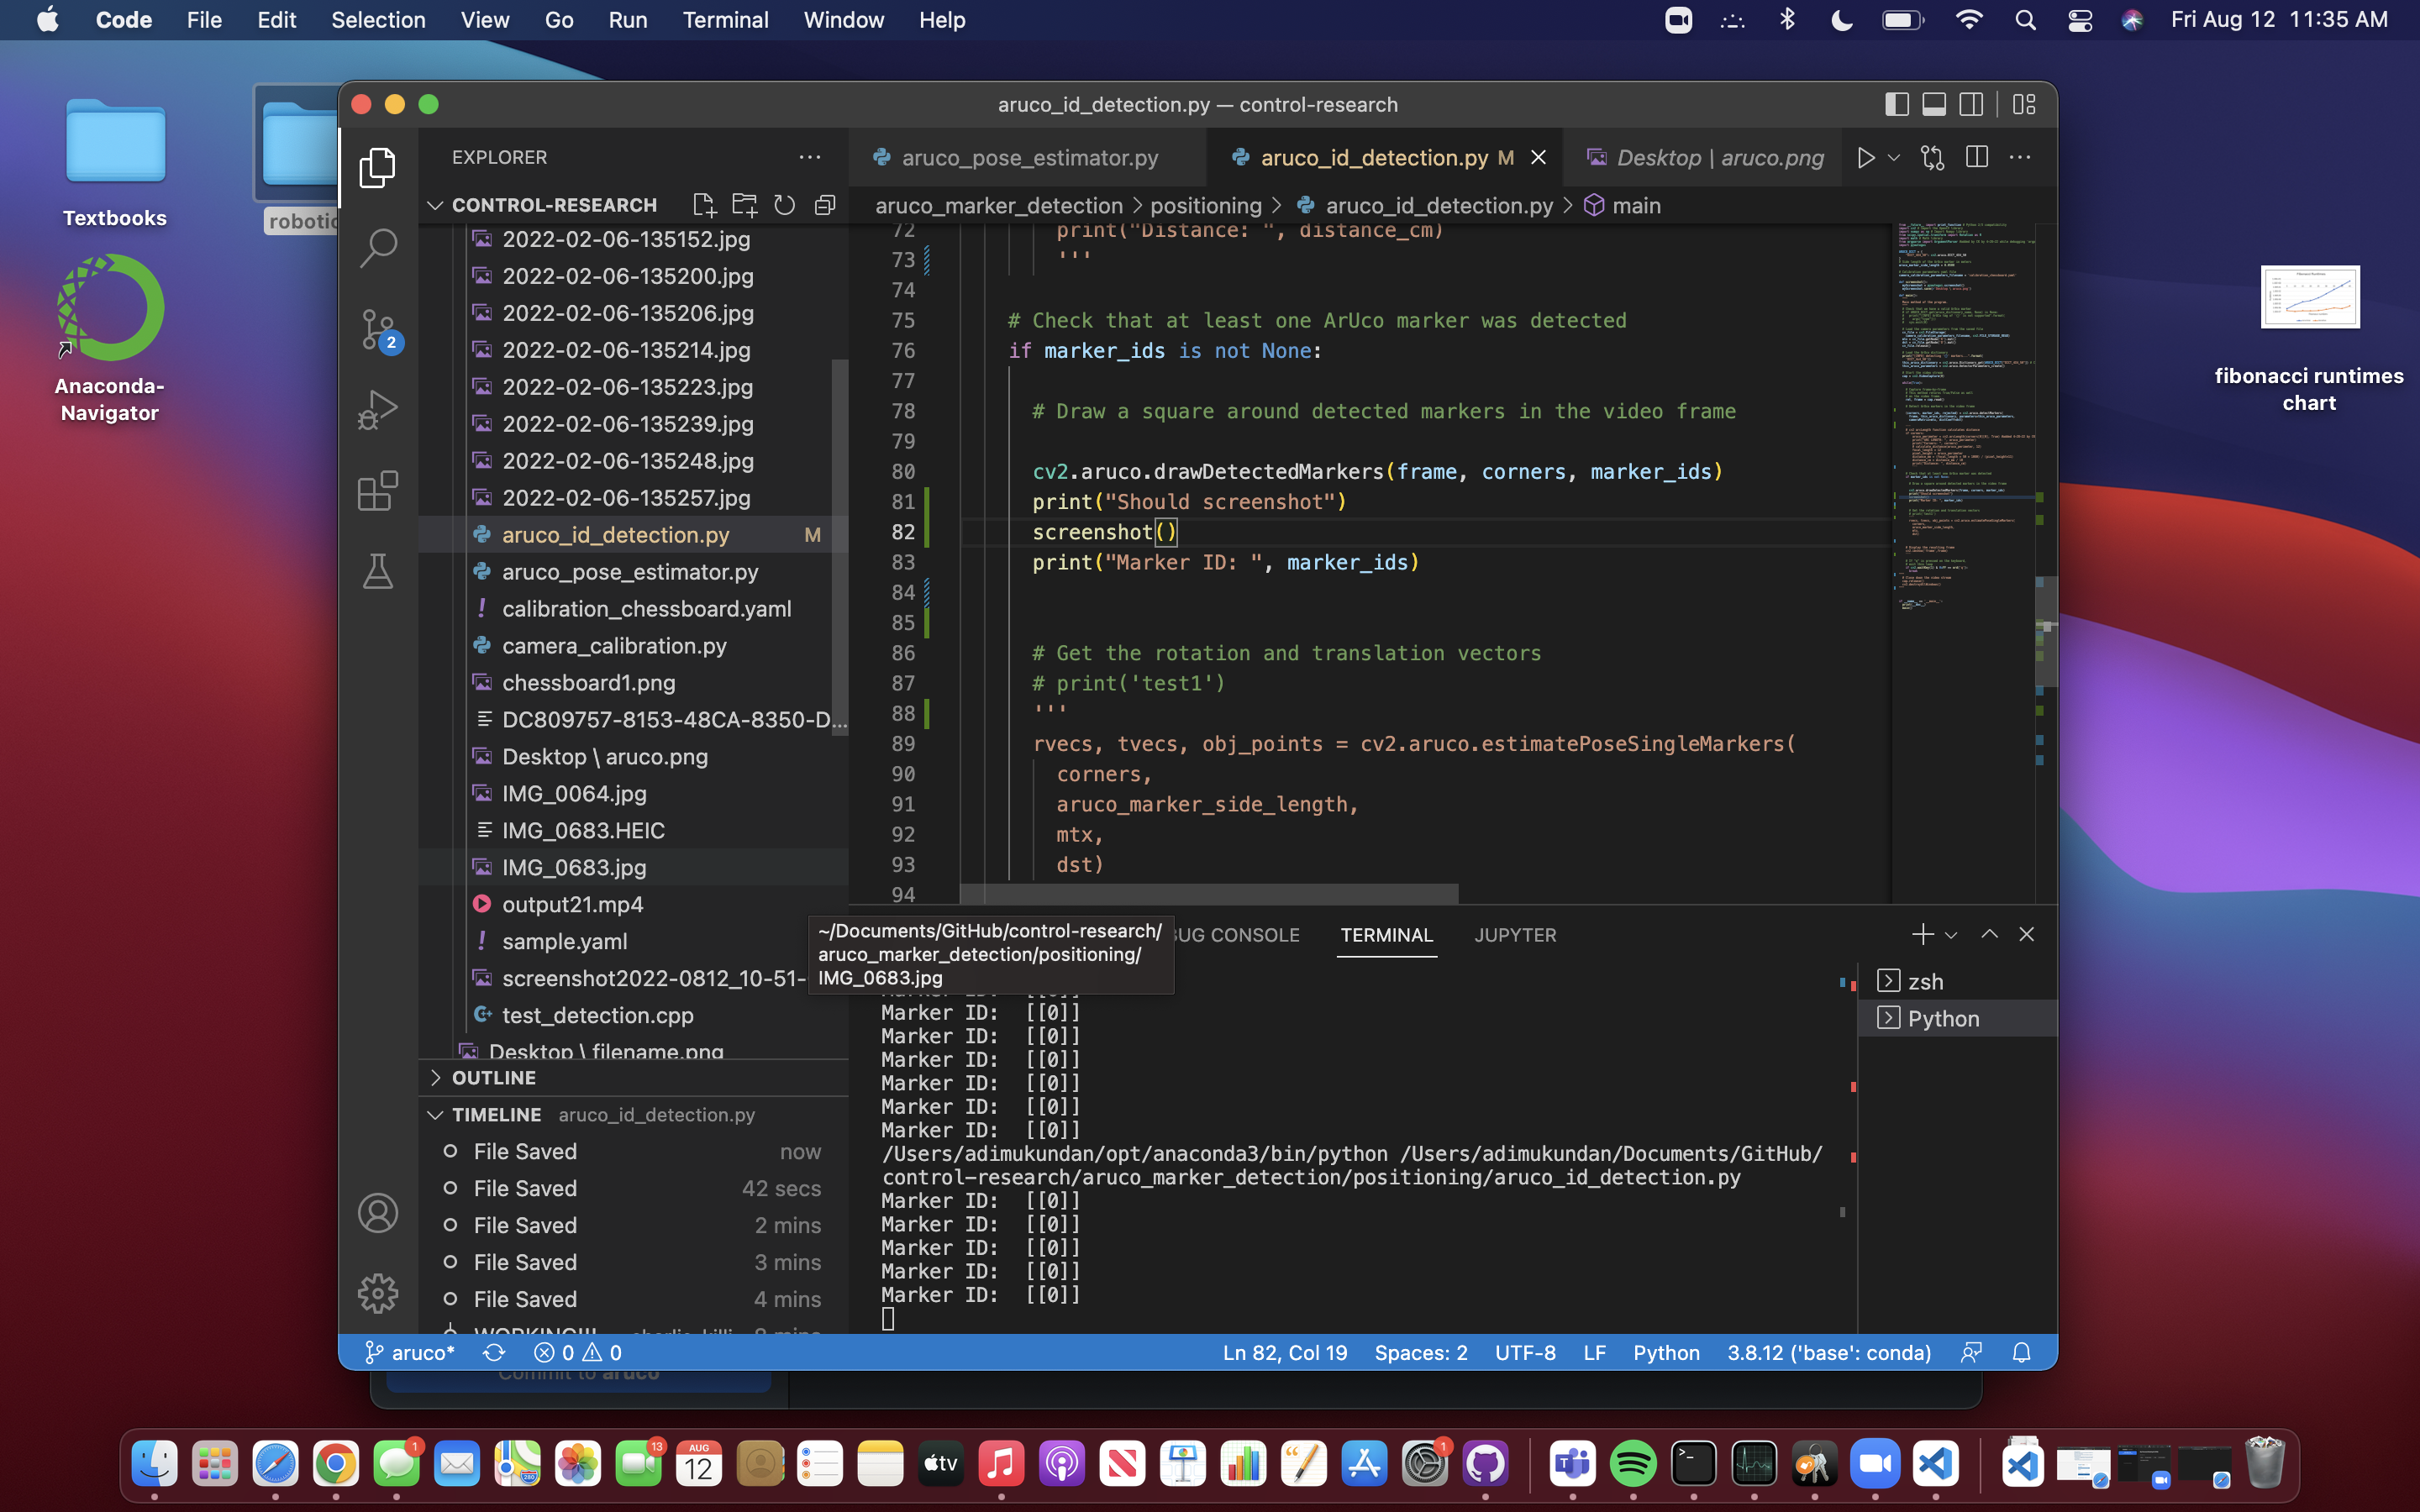 Code File Edit Selection View Go Run Terminal Window Help
Fri Aug 12 11:35 AM
Textbooks
robotic
Anaconda-
Navigator
fibonacci runtimes
chart
aruco_id_detection.py — control-research
EXPLORER
CONTROL-RESEARCH
2022-02-06-135152.jpg
2022-02-06-135200.jpg
2022-02-06-135206.jpg
2022-02-06-135214.jpg
2022-02-06-135223.jpg
2022-02-06-135239.jpg
2022-02-06-135248.jpg
2022-02-06-135257.jpg
aruco_id_detection.py M
aruco_pose_estimator.py
calibration_chessboard.yaml
camera_calibration.py
chessboard1.png
DC809757-8153-48CA-8350-D...
Desktop \ aruco.png
IMG_0064.jpg
IMG_0683.HEIC
IMG_0683.jpg
output21.mp4
sample.yaml
screenshot2022-0812_10-51-
test_detection.cpp
Desktop \ filename.png
OUTLINE
TIMELINE aruco_id_detection.py
File Saved now
File Saved 42 secs
File Saved 2 mins
File Saved 3 mins
File Saved 4 mins
2
aruco_pose_estimator.py
aruco_id_detection.py M
Desktop \ aruco.png
aruco_marker_detection > positioning > aruco_id_detection.py > main
72 print("Distance: ", distance_cm)
73 '''
74
75 # Check that at least one ArUco marker was detected
76 if marker_ids is not None:
77
78 # Draw a square around detected markers in the video frame
79
80 cv2.aruco.drawDetectedMarkers(frame, corners, marker_ids)
81 print("Should screenshot")
82 screenshot()
83 print("Marker ID: ", marker_ids)
84
85
86 # Get the rotation and translation vectors
87 # print('test1')
88 '''
89 rvecs, tvecs, obj_points = cv2.aruco.estimatePoseSingleMarkers(
90 corners,
91 aruco_marker_side_length,
92 mtx,
93 dst)
94
~/Documents/GitHub/control-research/
aruco_marker_detection/positioning/
IMG_0683.jpg
BUG CONSOLE TERMINAL JUPYTER
Marker ID: [[0]]
Marker ID: [[0]]
Marker ID: [[0]]
Marker ID: [[0]]
Marker ID: [[0]]
Marker ID: [[0]]
Marker ID: [[0]]
/Users/adimukundan/opt/anaconda3/bin/python /Users/adimukundan/Documents/GitHub/
control-research/aruco_marker_detection/positioning/aruco_id_detection.py
Marker ID: [[0]]
Marker ID: [[0]]
Marker ID: [[0]]
Marker ID: [[0]]
Marker ID: [[0]]
zsh
Python
aruco* 0 0
Ln 82, Col 19 Spaces: 2 UTF-8 LF Python 3.8.12 ('base': conda)
Commit to aruco
1
13
AUG
12
tv
1